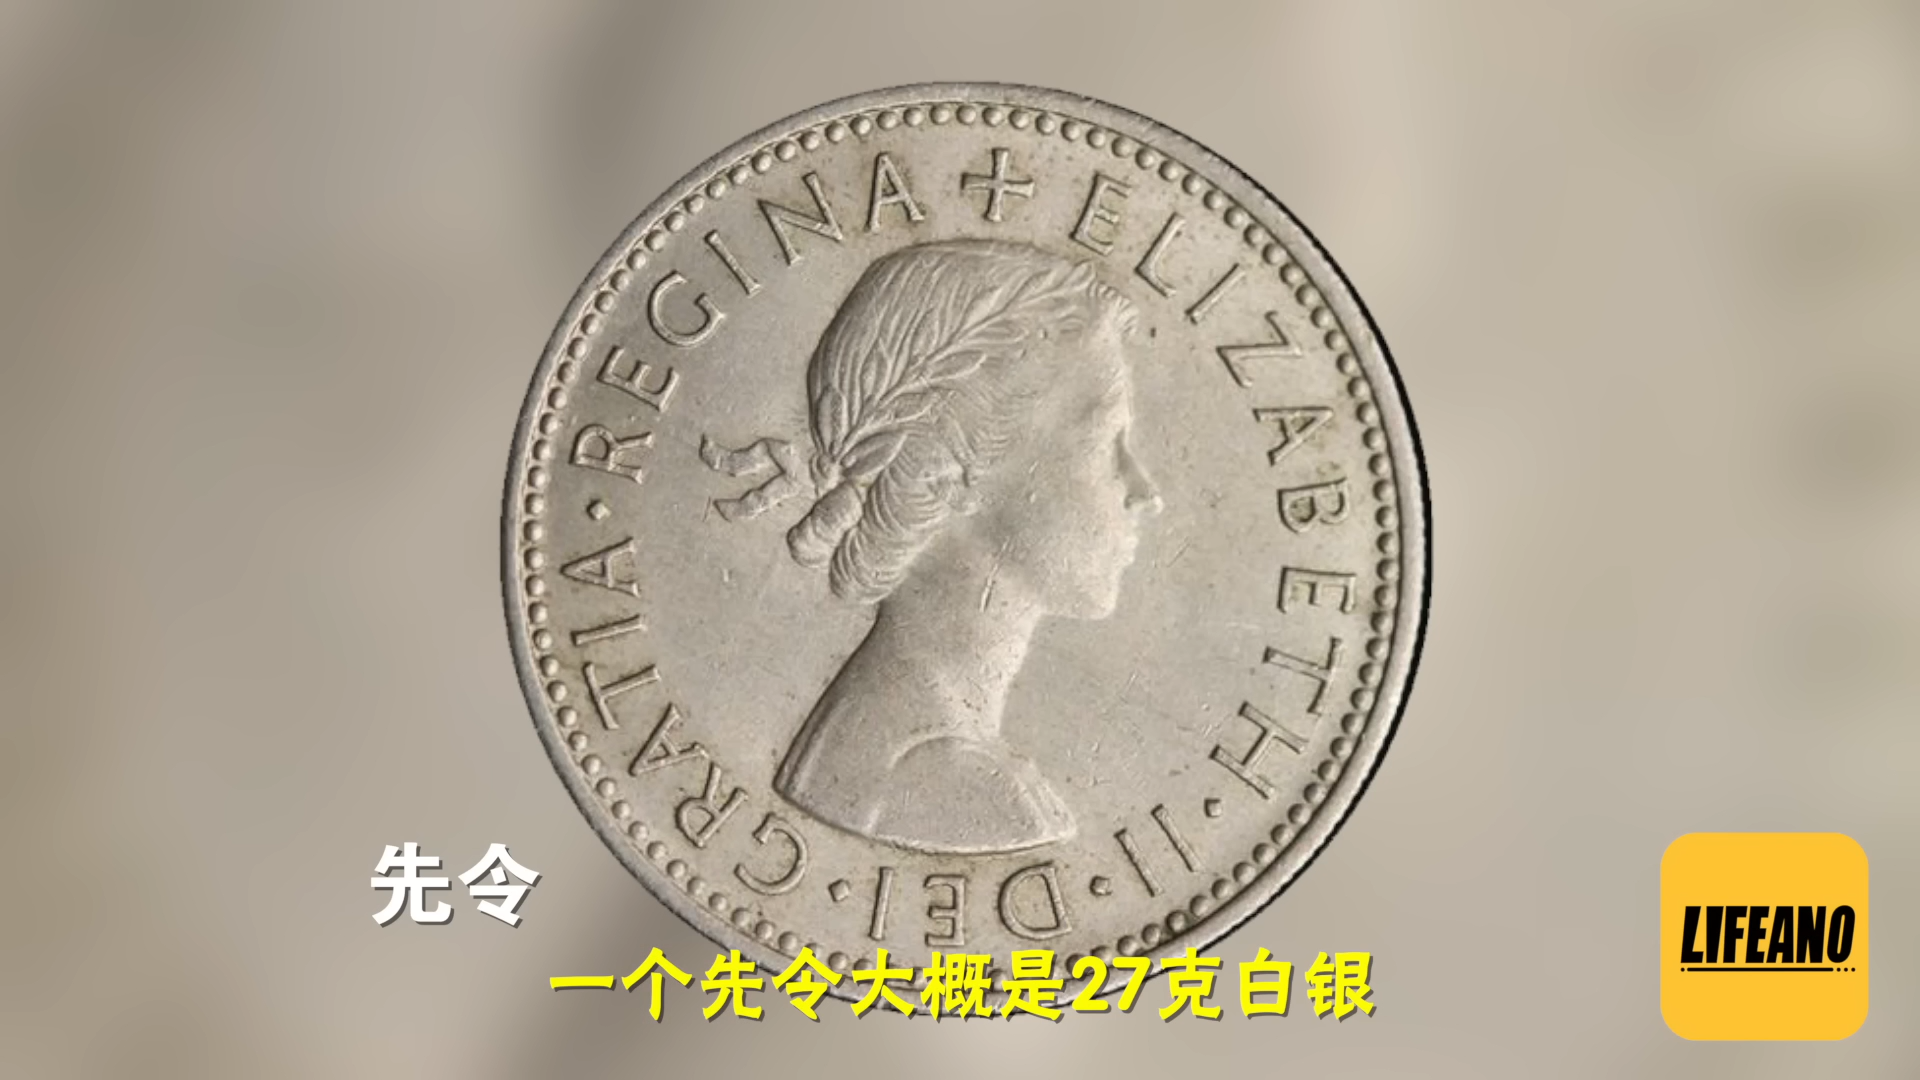 + ELIZABETH · II · DEI · GRATIA · REGINA
先令
一个先令大概是27克白银
LIFEANO